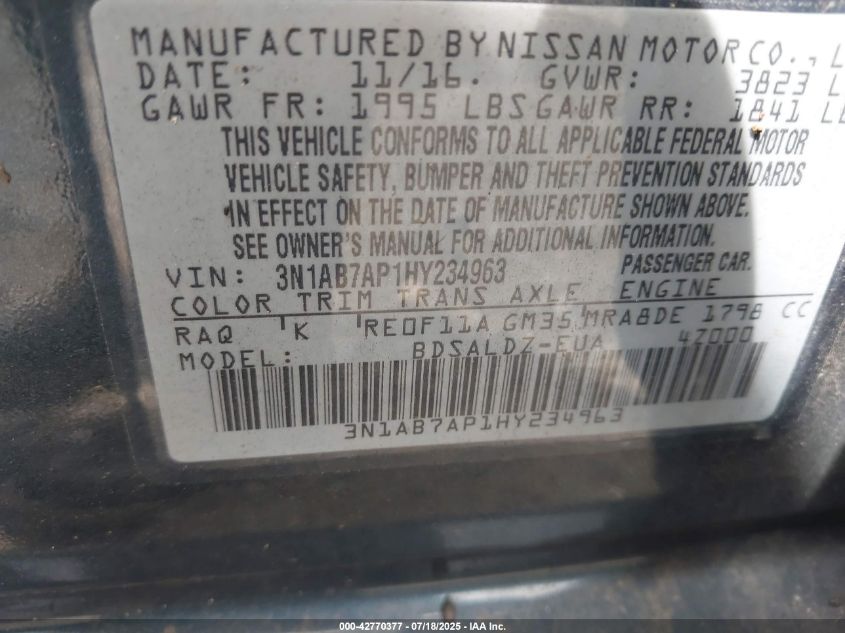 MANUFACTURED BY NISSAN MOTOR CO., L
DATE: 11/16. GVWR: 3823 L
GAWR FR: 1995 LBS GAWR RR: 1841 LB
THIS VEHICLE CONFORMS TO ALL APPLICABLE FEDERAL MOTOR
VEHICLE SAFETY, BUMPER AND THEFT PREVENTION STANDARDS
IN EFFECT ON THE DATE OF MANUFACTURE SHOWN ABOVE.
SEE OWNER'S MANUAL FOR ADDITIONAL INFORMATION.
VIN: 3N1AB7AP1HY234963 PASSENGER CAR.
COLOR TRIM TRANS AXLE ENGINE
RAQ K RE0F11A GM35 MRA8DE 1798 CC
MODEL: BDSALDZ-EUA 47000
3N1AB7AP1HY234963
000-42770377 - 07/18/2025 - IAA Inc.